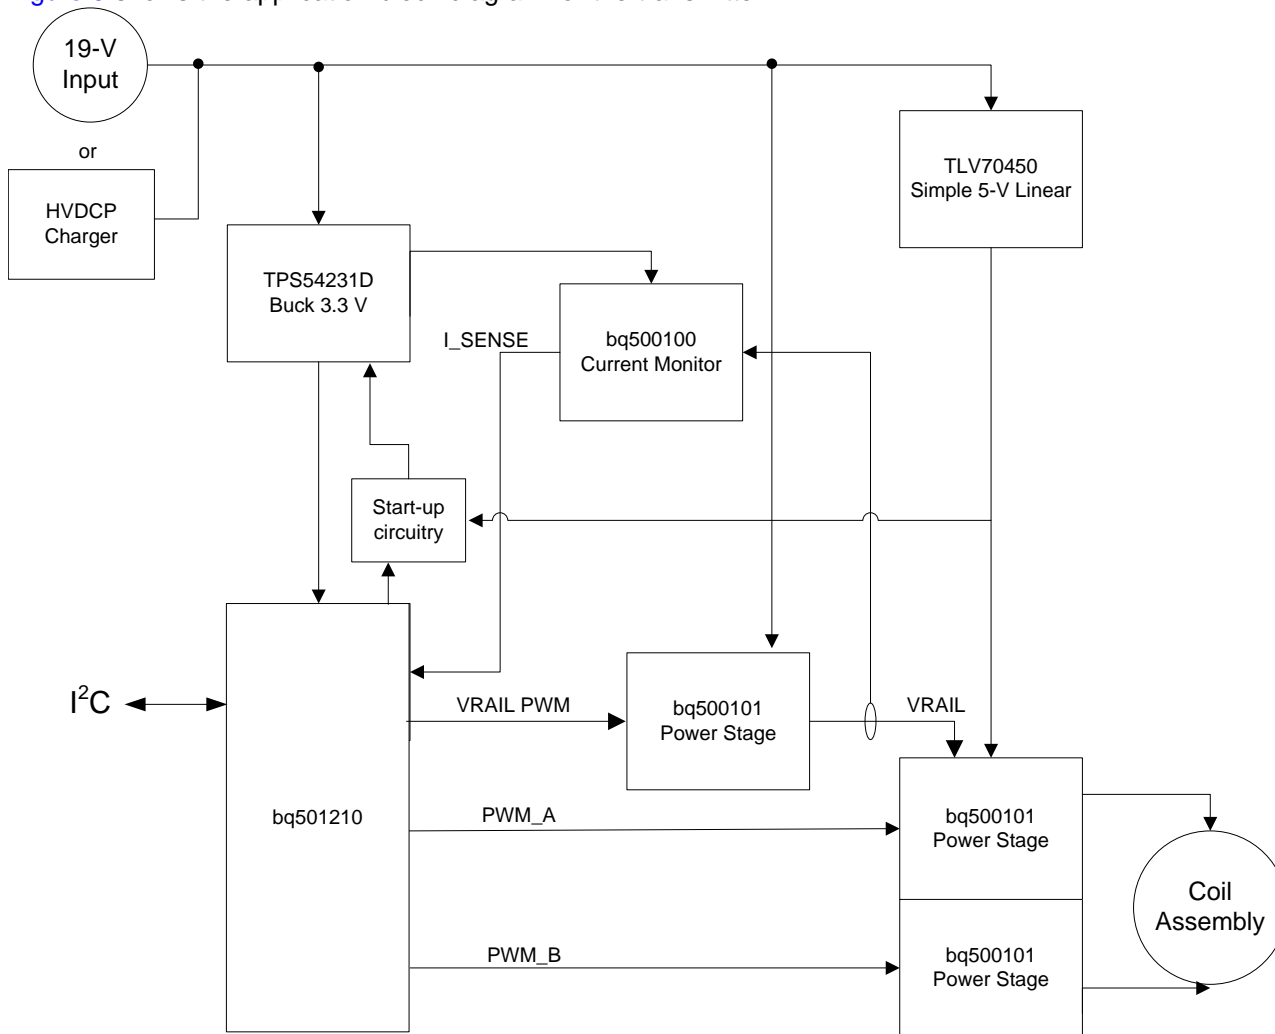 19-V
Input
or
HVDCP
Charger
TLV70450
Simple 5-V Linear
TPS54231D
Buck 3.3 V
bq500100
Current Monitor
I_SENSE
Start-up
circuitry
I²C
VRAIL PWM
bq500101
Power Stage
VRAIL
bq501210
PWM_A
bq500101
Power Stage
Coil
Assembly
PWM_B
bq500101
Power Stage